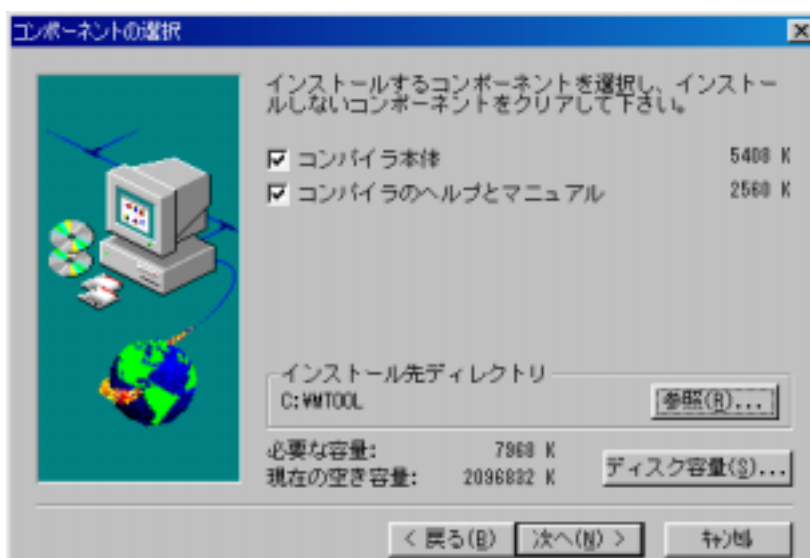 コンポーネントの選択
インストールするコンポーネントを選択し、インストー
ルしないコンポーネントをクリアして下さい。
コンパイラ本体 5408 K
コンパイラのヘルプとマニュアル 2560 K
インストール先ディレクトリ
C:¥MTOOL
参照(R)...
必要な容量: 7968 K
現在の空き容量: 2096832 K
ディスク容量(S)...
< 戻る(B)
次へ(N) >
キャンセル